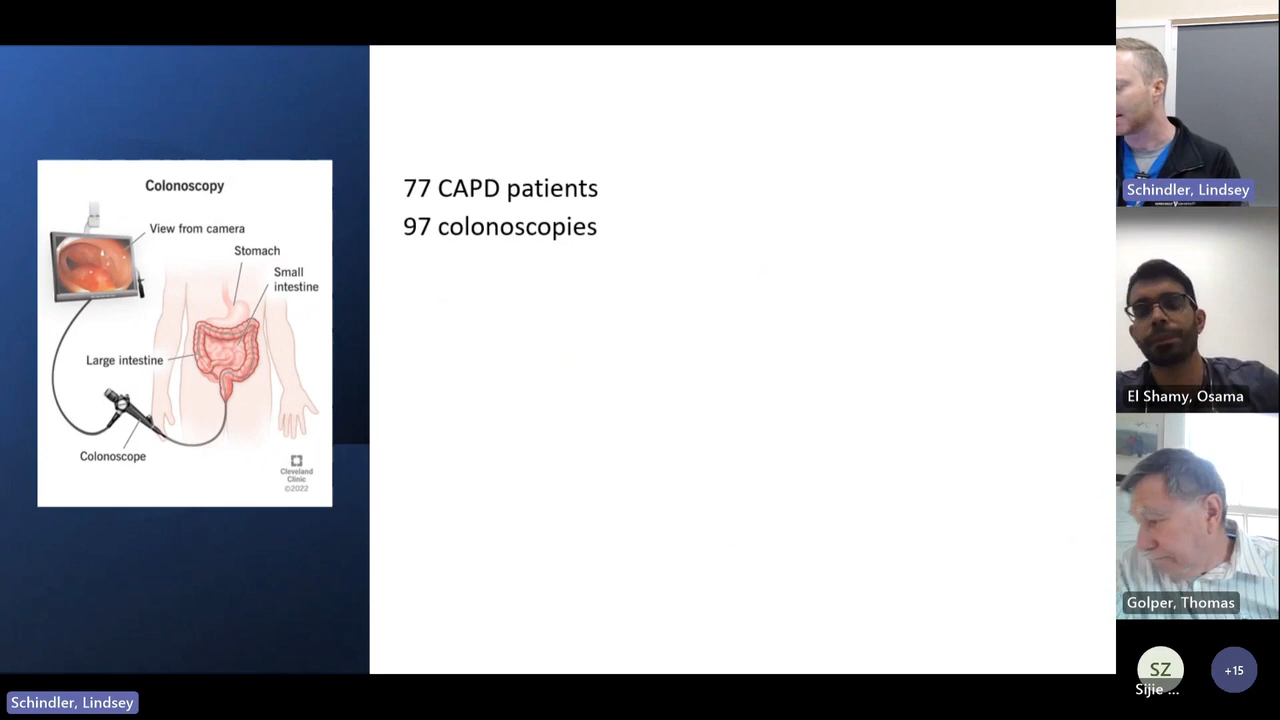 Colonoscopy
View from camera
Stomach
Small
intestine
Large intestine
Colonoscope
Cleveland
Clinic
©2022
77 CAPD patients
97 colonoscopies
Schindler, Lindsey
El Shamy, Osama
Golper, Thomas
SZ
Sijie ...
+15
Schindler, Lindsey